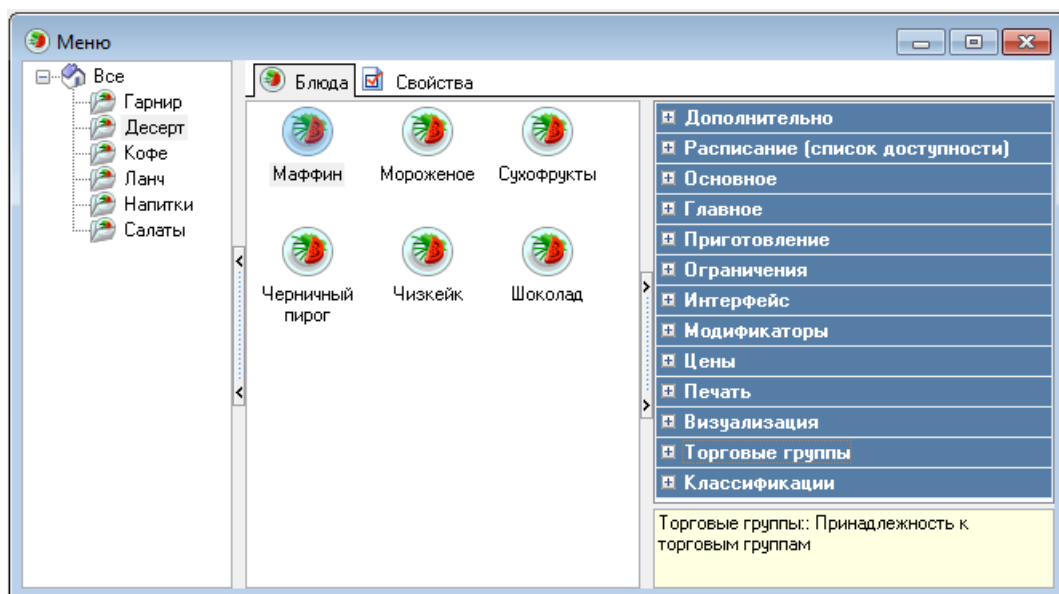 Меню
Все
Гарнир
Десерт
Кофе
Ланч
Напитки
Салаты
Блюда
Свойства
Маффин
Мороженое
Сухофрукты
Черничный
пирог
Чизкейк
Шоколад
Дополнительно
Расписание (список доступности)
Основное
Главное
Приготовление
Ограничения
Интерфейс
Модификаторы
Цены
Печать
Визуализация
Торговые группы
Классификации
Торговые группы:: Принадлежность к
торговым группам